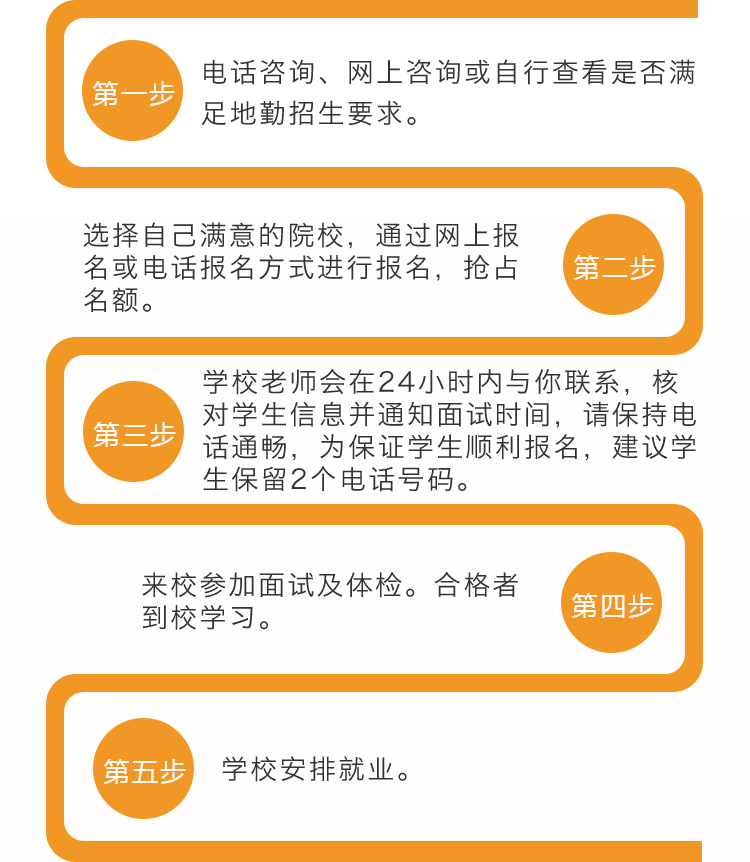 第一步
电话咨询、网上咨询或自行查看是否满
足地勤招生要求。
选择自己满意的院校，通过网上报
名或电话报名方式进行报名，抢占
名额。
第二步
第三步
学校老师会在24小时内与你联系，核
对学生信息并通知面试时间，请保持电
话通畅，为保证学生顺利报名，建议学
生保留2个电话号码。
来校参加面试及体检。合格者
到校学习。
第四步
第五步
学校安排就业。